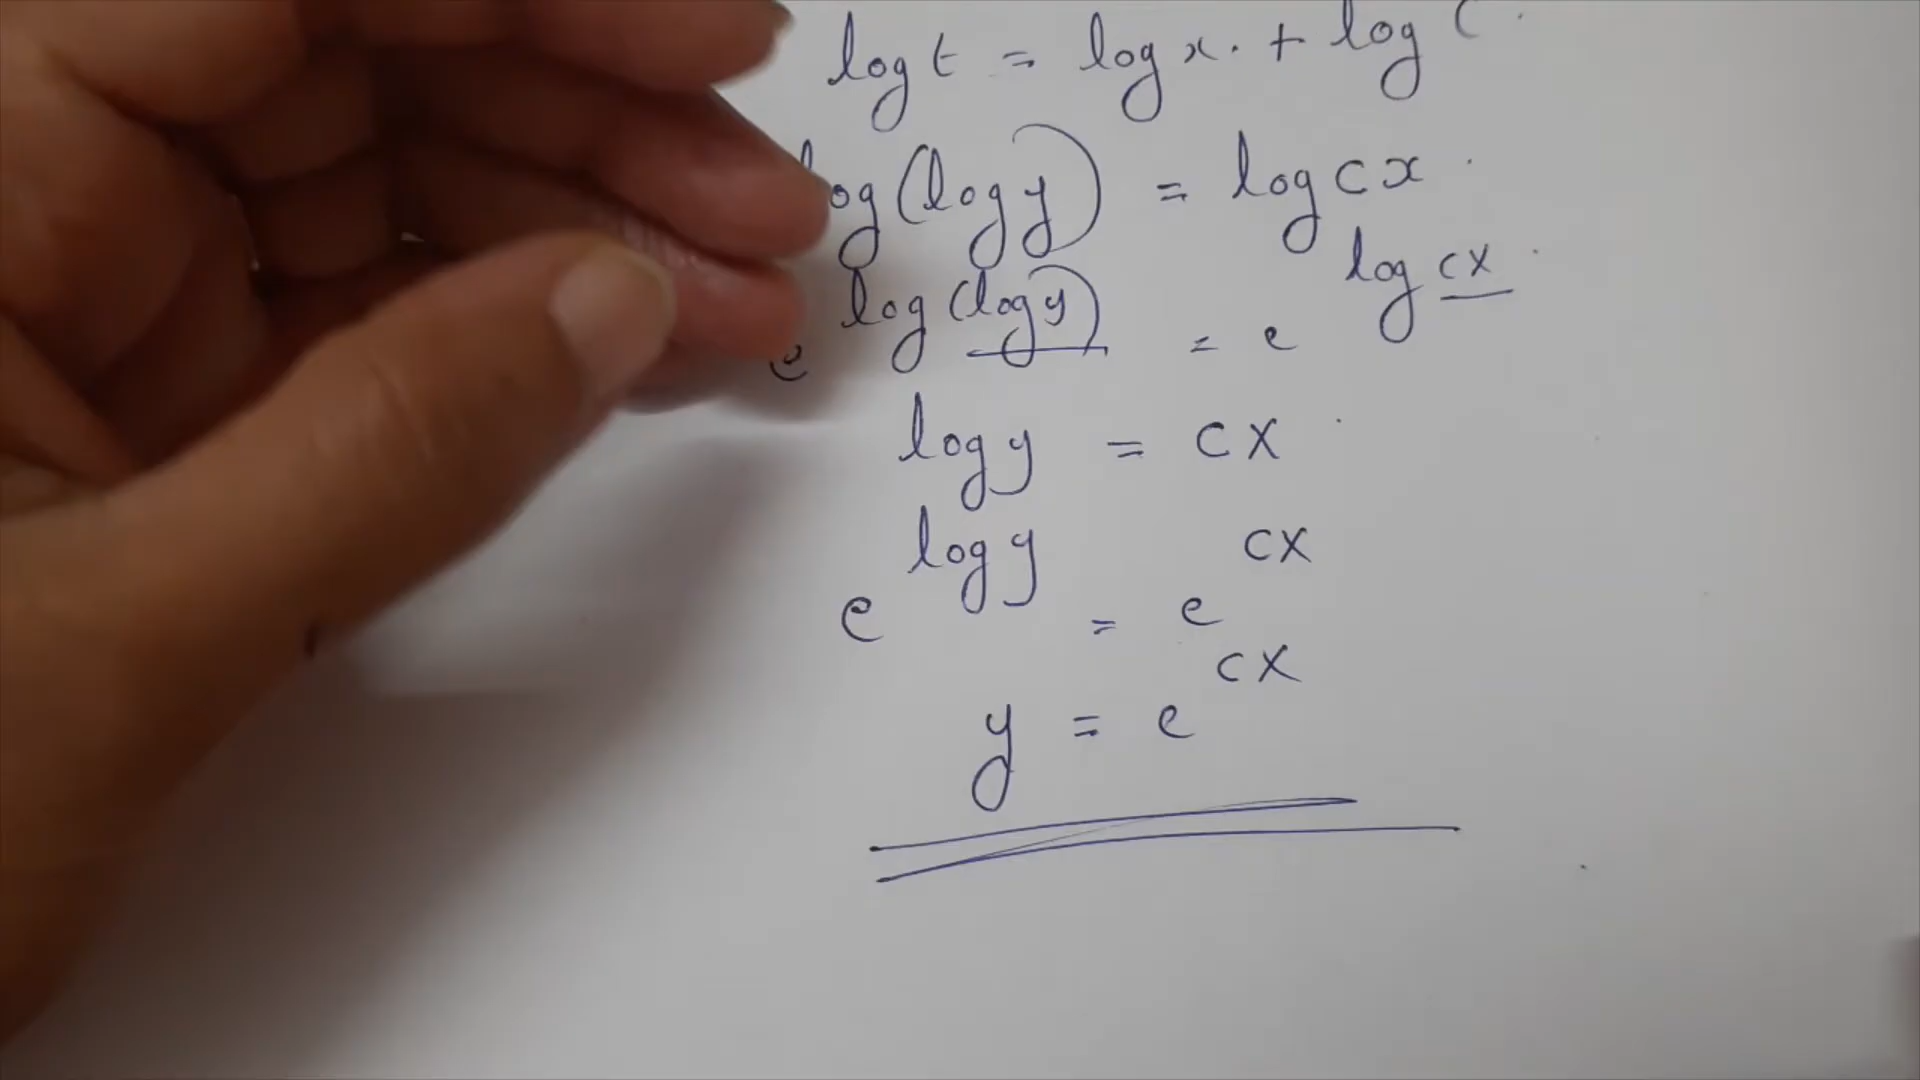 log t = log x. + log C.
log (log y) = log cx.
e^log (log y) = e^log cx.
log y = cx.
e^log y = e^cx
y = e^cx